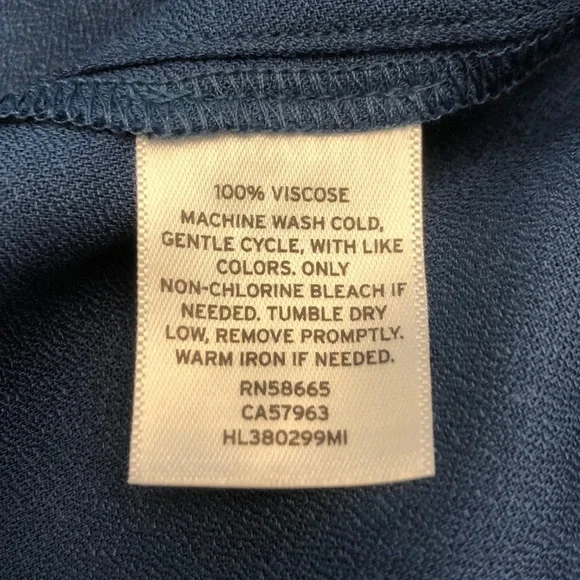 100% VISCOSE
MACHINE WASH COLD,
GENTLE CYCLE, WITH LIKE
COLORS. ONLY
NON-CHLORINE BLEACH IF
NEEDED. TUMBLE DRY
LOW, REMOVE PROMPTLY.
WARM IRON IF NEEDED.
RN58665
CA57963
HL380299MI